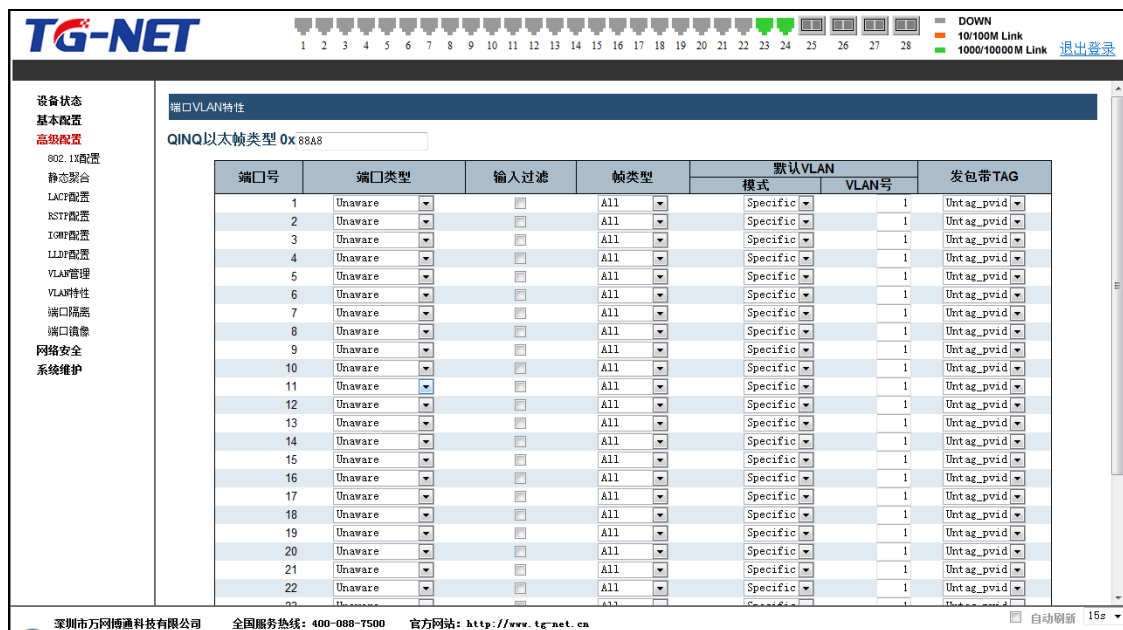 TG-NET
1 2 3 4 5 6 7 8 9 10 11 12 13 14 15 16 17 18 19 20 21 22 23 24 25 26 27 28
DOWN
10/100M Link
1000/10000M Link
退出登录
设备状态
基本配置
高级配置
802.1X配置
静态聚合
LACP配置
RSTP配置
IGMP配置
LLDP配置
VLAN管理
VLAN特性
端口隔离
端口镜像
网络安全
系统维护
端口VLAN特性
QINQ以太帧类型 0x 88A8
端口号 端口类型 输入过滤 帧类型 默认VLAN 发包带TAG
模式 VLAN号
1 Unaware All Specific 1 Untag_pvid
2 Unaware All Specific 1 Untag_pvid
3 Unaware All Specific 1 Untag_pvid
4 Unaware All Specific 1 Untag_pvid
5 Unaware All Specific 1 Untag_pvid
6 Unaware All Specific 1 Untag_pvid
7 Unaware All Specific 1 Untag_pvid
8 Unaware All Specific 1 Untag_pvid
9 Unaware All Specific 1 Untag_pvid
10 Unaware All Specific 1 Untag_pvid
11 Unaware All Specific 1 Untag_pvid
12 Unaware All Specific 1 Untag_pvid
13 Unaware All Specific 1 Untag_pvid
14 Unaware All Specific 1 Untag_pvid
15 Unaware All Specific 1 Untag_pvid
16 Unaware All Specific 1 Untag_pvid
17 Unaware All Specific 1 Untag_pvid
18 Unaware All Specific 1 Untag_pvid
19 Unaware All Specific 1 Untag_pvid
20 Unaware All Specific 1 Untag_pvid
21 Unaware All Specific 1 Untag_pvid
22 Unaware All Specific 1 Untag_pvid
深圳市万网博通科技有限公司 全国服务热线: 400-088-7500 官方网站: http://www.tg-net.cn
自动刷新 15s